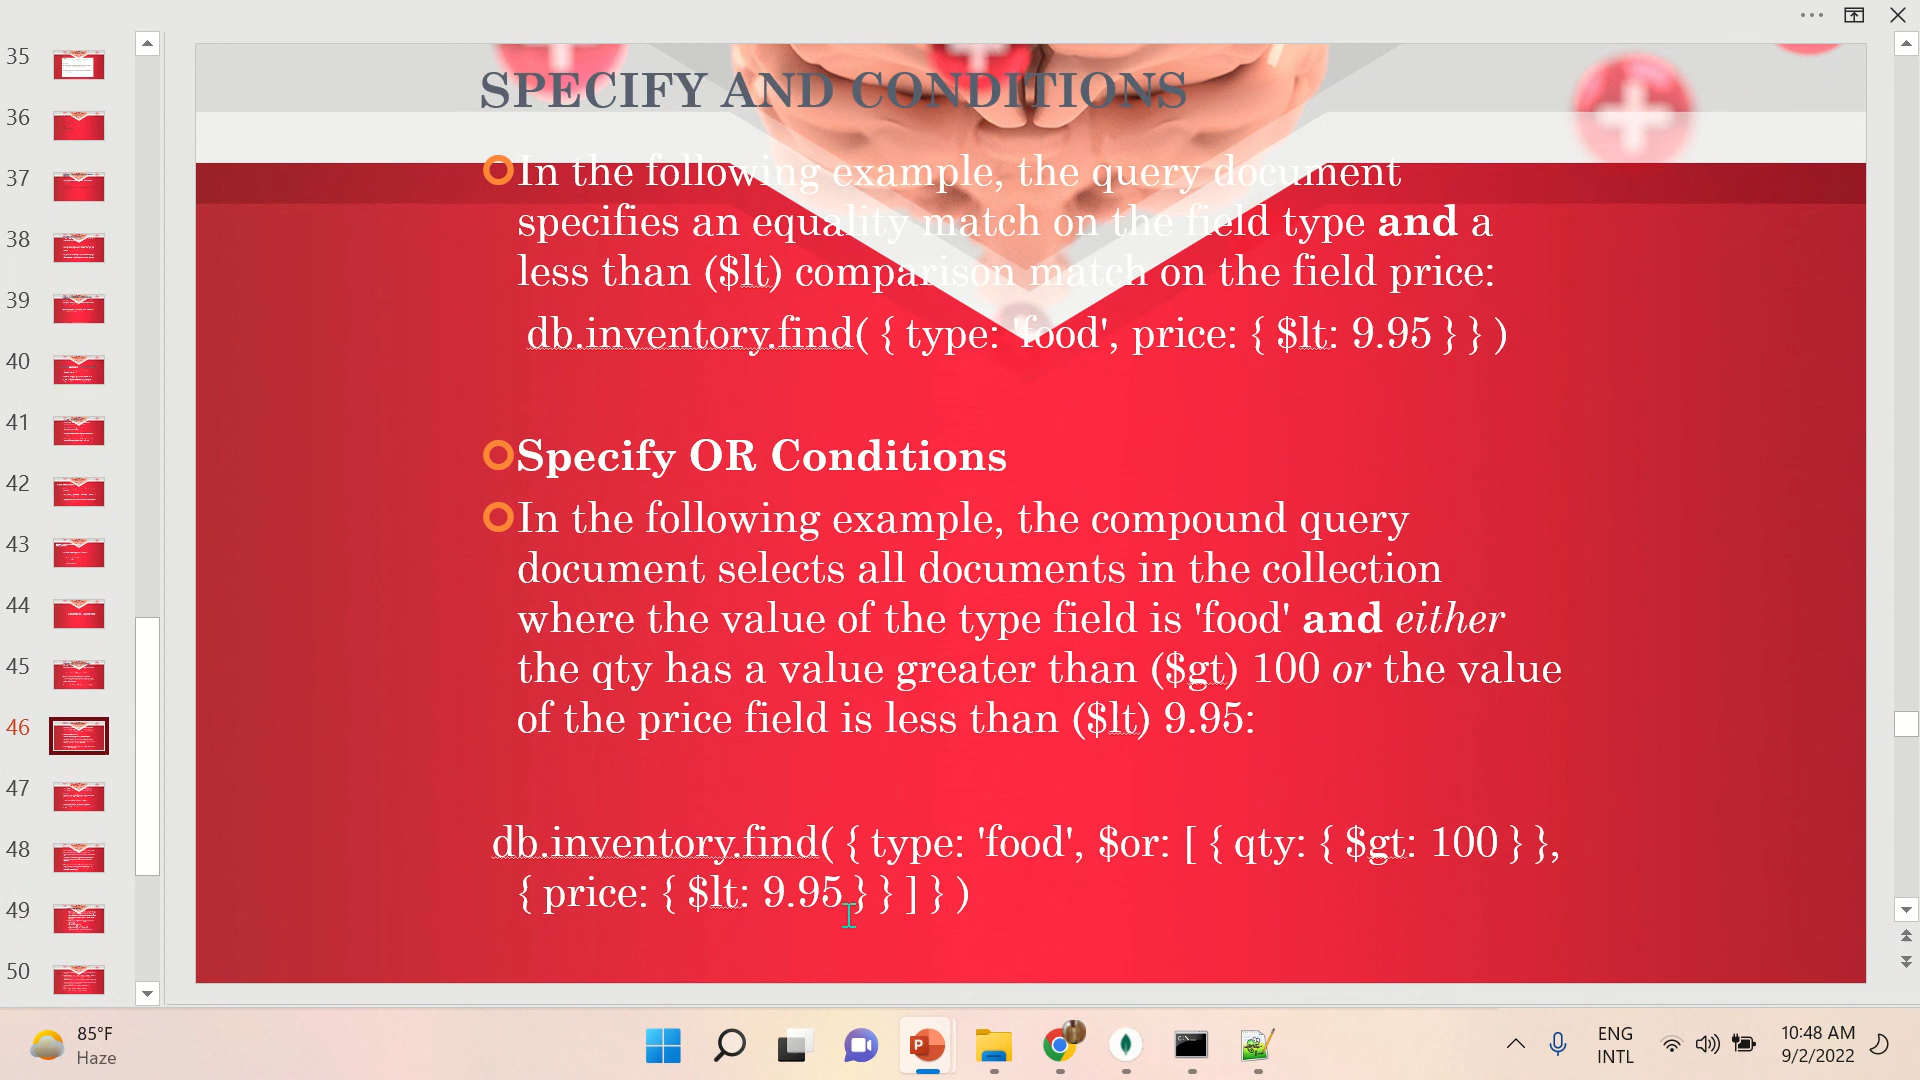 35
36
37
38
39
40
41
42
43
44
45
46
47
48
49
50
SPECIFY AND CONDITIONS
In the following example, the query document
specifies an equality match on the field type and a
less than ($lt) comparison match on the field price:
db.inventory.find( { type: 'food', price: { $lt: 9.95 } } )
Specify OR Conditions
In the following example, the compound query
document selects all documents in the collection
where the value of the type field is 'food' and either
the qty has a value greater than ($gt) 100 or the value
of the price field is less than ($lt) 9.95:
db.inventory.find( { type: 'food', $or: [ { qty: { $gt: 100 } },
{ price: { $lt: 9.95 } } ] } )
85°F
Haze
ENG
INTL
10:48 AM
9/2/2022